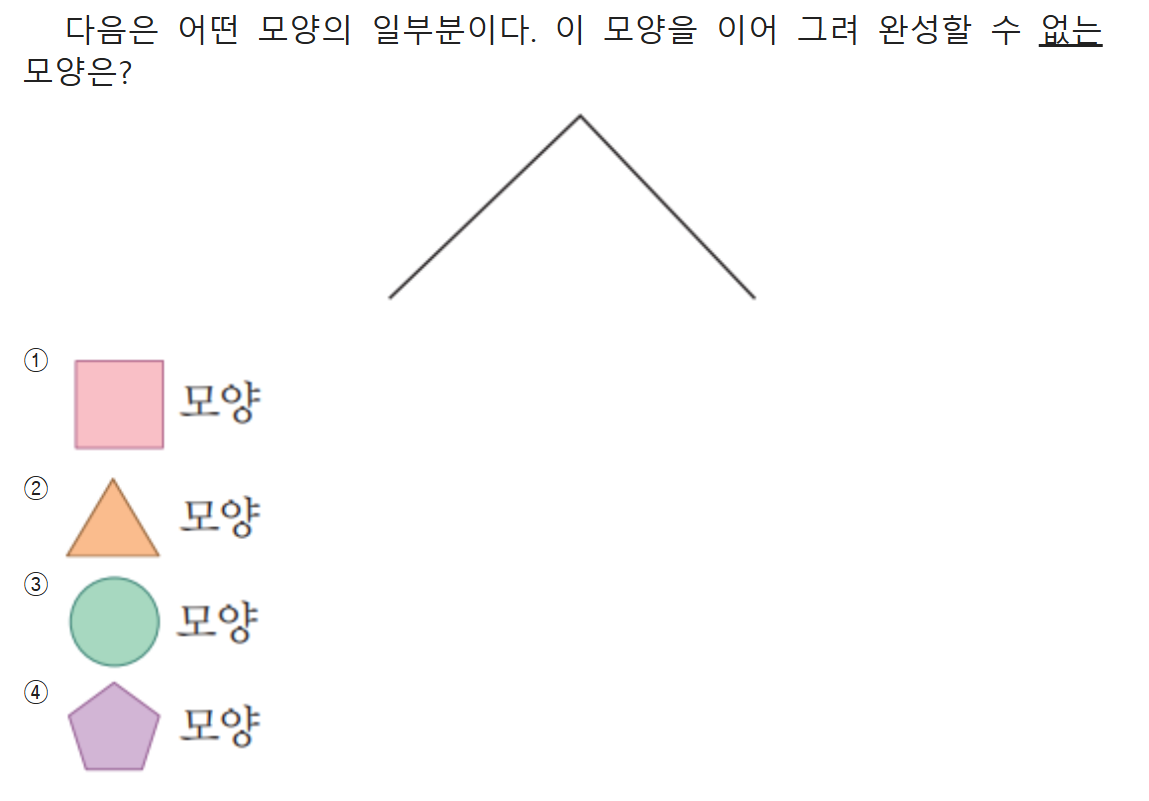 다음은 어떤 모양의 일부분이다. 이 모양을 이어 그려 완성할 수 없는
모양은?
① 모양
② 모양
③ 모양
④ 모양